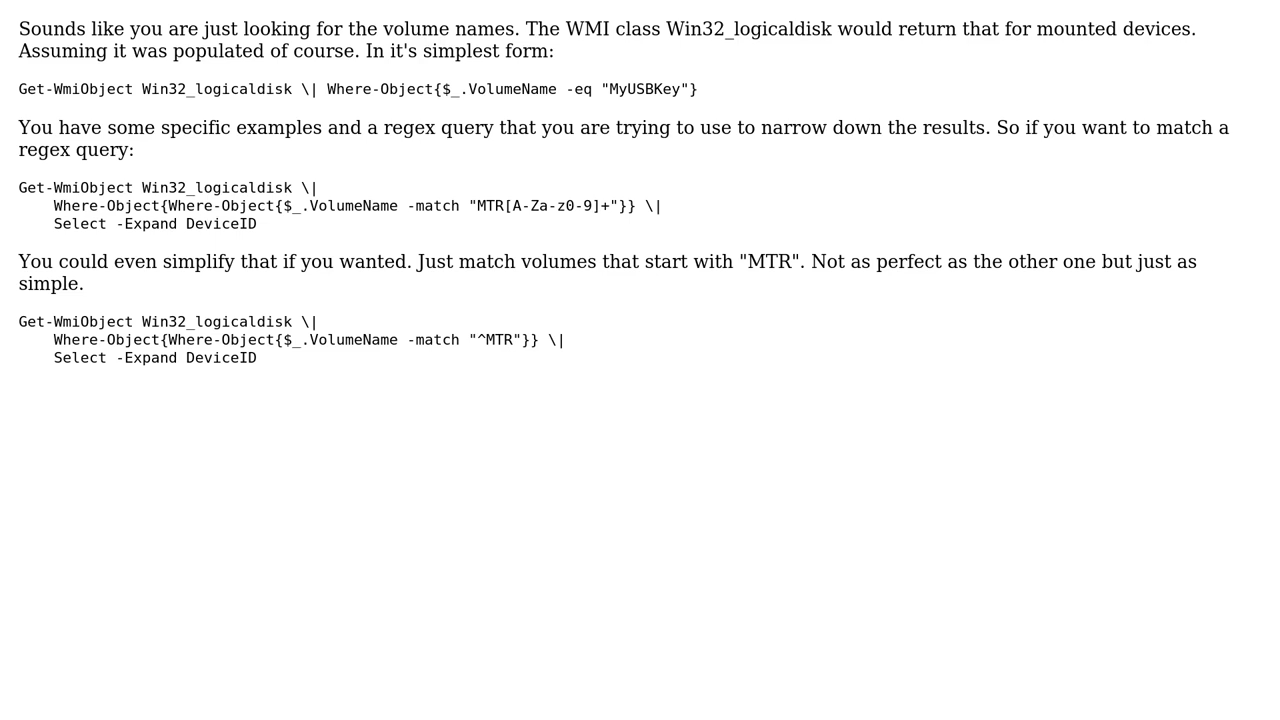 Sounds like you are just looking for the volume names. The WMI class Win32_logicaldisk would return that for mounted devices.
Assuming it was populated of course. In it's simplest form:
Get-WmiObject Win32_logicaldisk \| Where-Object{$_.VolumeName -eq "MyUSBKey"}
You have some specific examples and a regex query that you are trying to use to narrow down the results. So if you want to match a
regex query:
Get-WmiObject Win32_logicaldisk \|
    Where-Object{Where-Object{$_.VolumeName -match "MTR[A-Za-z0-9]+"}} \|
    Select -Expand DeviceID
You could even simplify that if you wanted. Just match volumes that start with "MTR". Not as perfect as the other one but just as
simple.
Get-WmiObject Win32_logicaldisk \|
    Where-Object{Where-Object{$_.VolumeName -match "^MTR"}} \|
    Select -Expand DeviceID